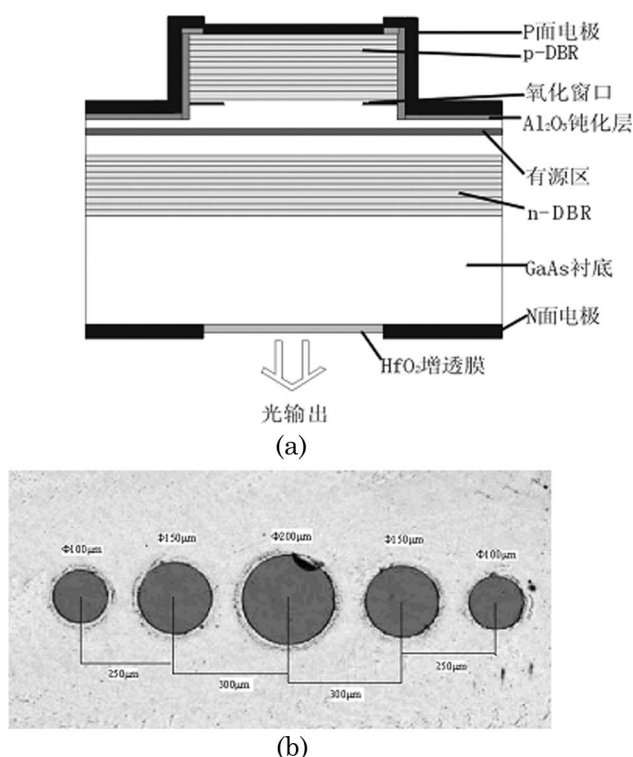 P面电极
p-DBR
氧化窗口
Al₂O₃钝化层
有源区
n-DBR
GaAs衬底
N面电极
HfO₂增透膜
光输出
(a)
Φ100μm
Φ150μm
Φ200μm
Φ150μm
Φ100μm
250μm
300μm
300μm
250μm
(b)